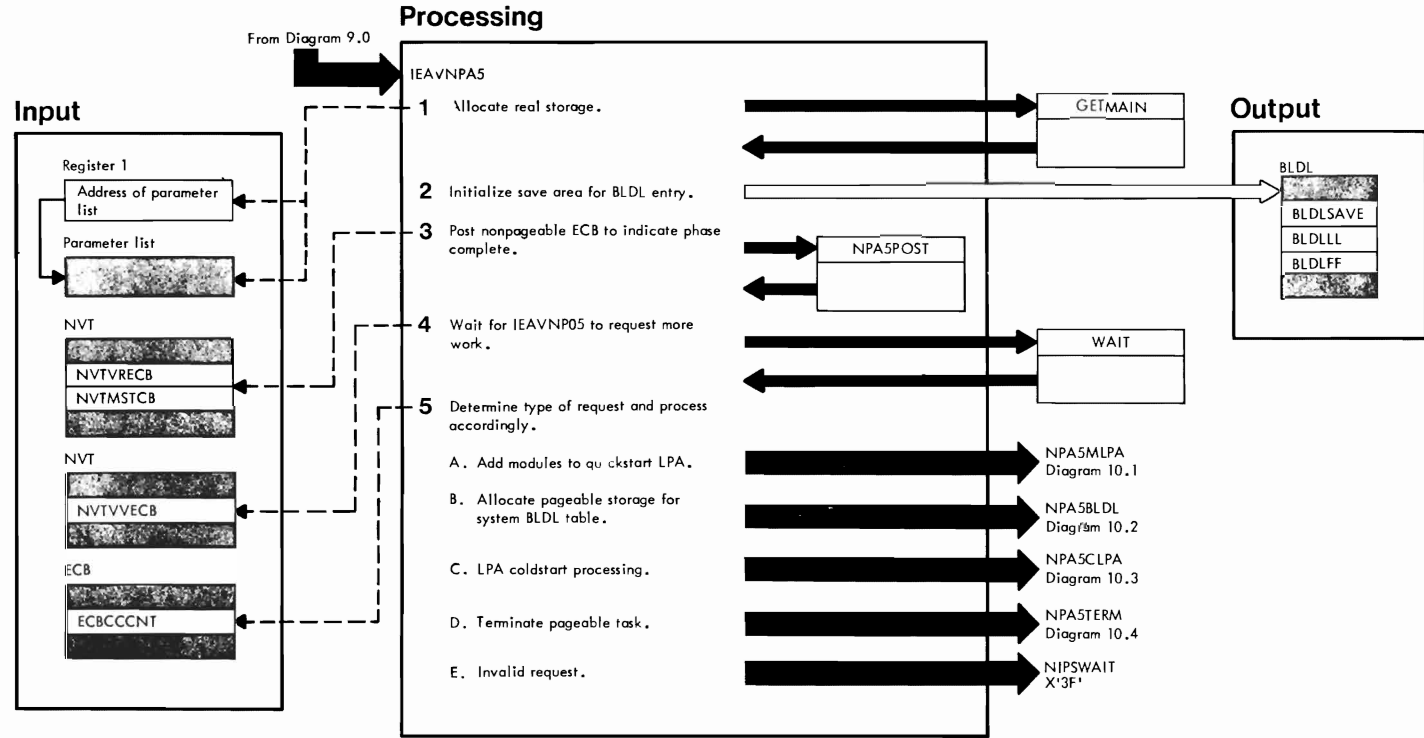 Processing
From Diagram 9.0
IEAVNPA5
Input
Output
1 Allocate real storage.
GETMAIN
Register 1
Address of parameter
list
Parameter list
2 Initialize save area for BLDL entry.
BLDL
BLDLSAVE
BLDLLL
BLDLFF
3 Post nonpageable ECB to indicate phase
complete.
NPA5POST
NVT
NVTVRECB
NVTMSTCB
4 Wait for IEAVNP05 to request more
work.
WAIT
5 Determine type of request and process
accordingly.
NVT
NVTVVECB
A. Add modules to qu ckstart LPA.
NPA5MLPA
Diagram 10.1
B. Allocate pageable storage for
system BLDL table.
NPA5BLDL
Diagram 10.2
ECB
ECBCCCNT
C. LPA coldstart processing.
NPA5CLPA
Diagram 10.3
D. Terminate pageable task.
NPA5TERM
Diagram 10.4
E. Invalid request.
NIPSWAIT
X'3F'